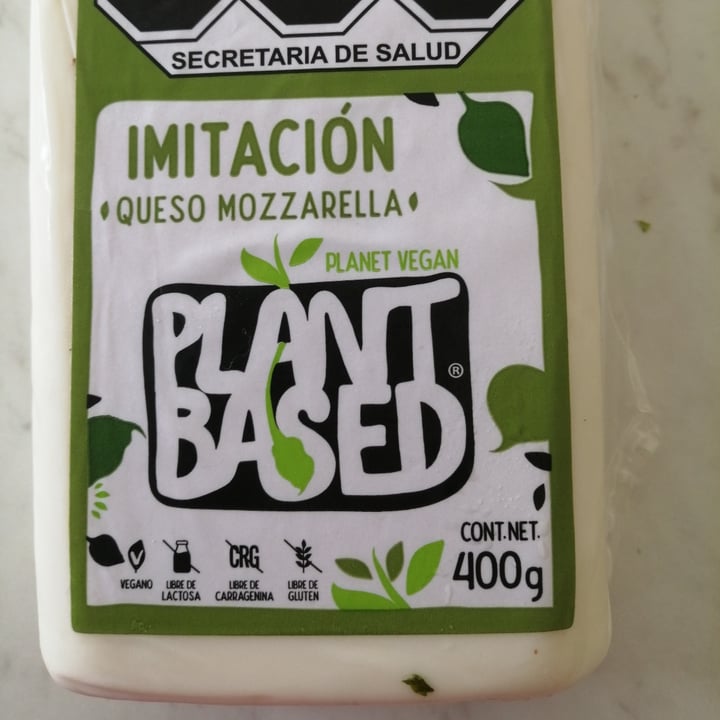 SECRETARIA DE SALUD
IMITACIÓN
QUESO MOZZARELLA
PLANET VEGAN
PLANT
BASED
®
CONT.NET.
400g
CRG
VEGANO
LIBRE DE
LACTOSA
LIBRE DE
CARRAGENINA
LIBRE DE
GLUTEN